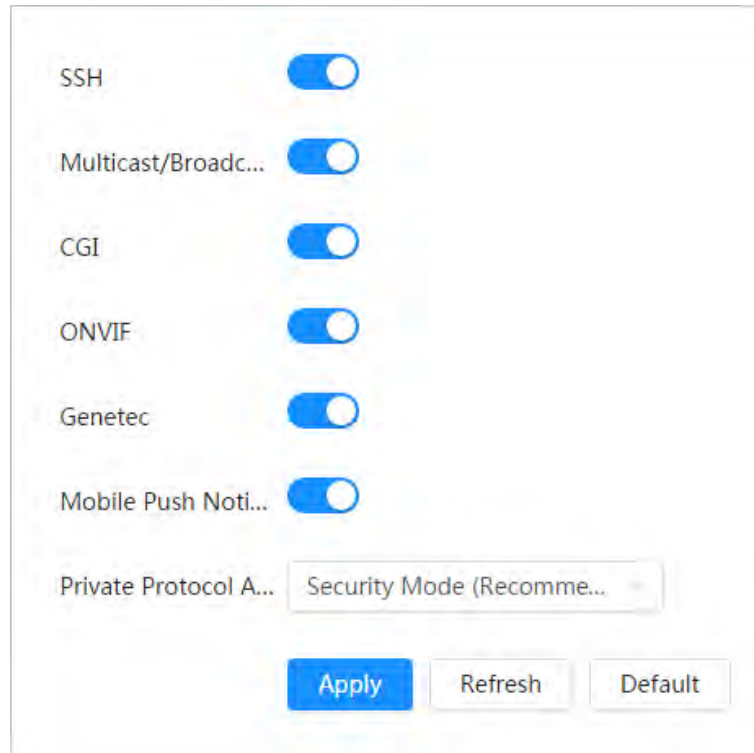 SSH
Multicast/Broadc...
CGI
ONVIF
Genetec
Mobile Push Noti...
Private Protocol A... Security Mode (Recomme...
Apply Refresh Default